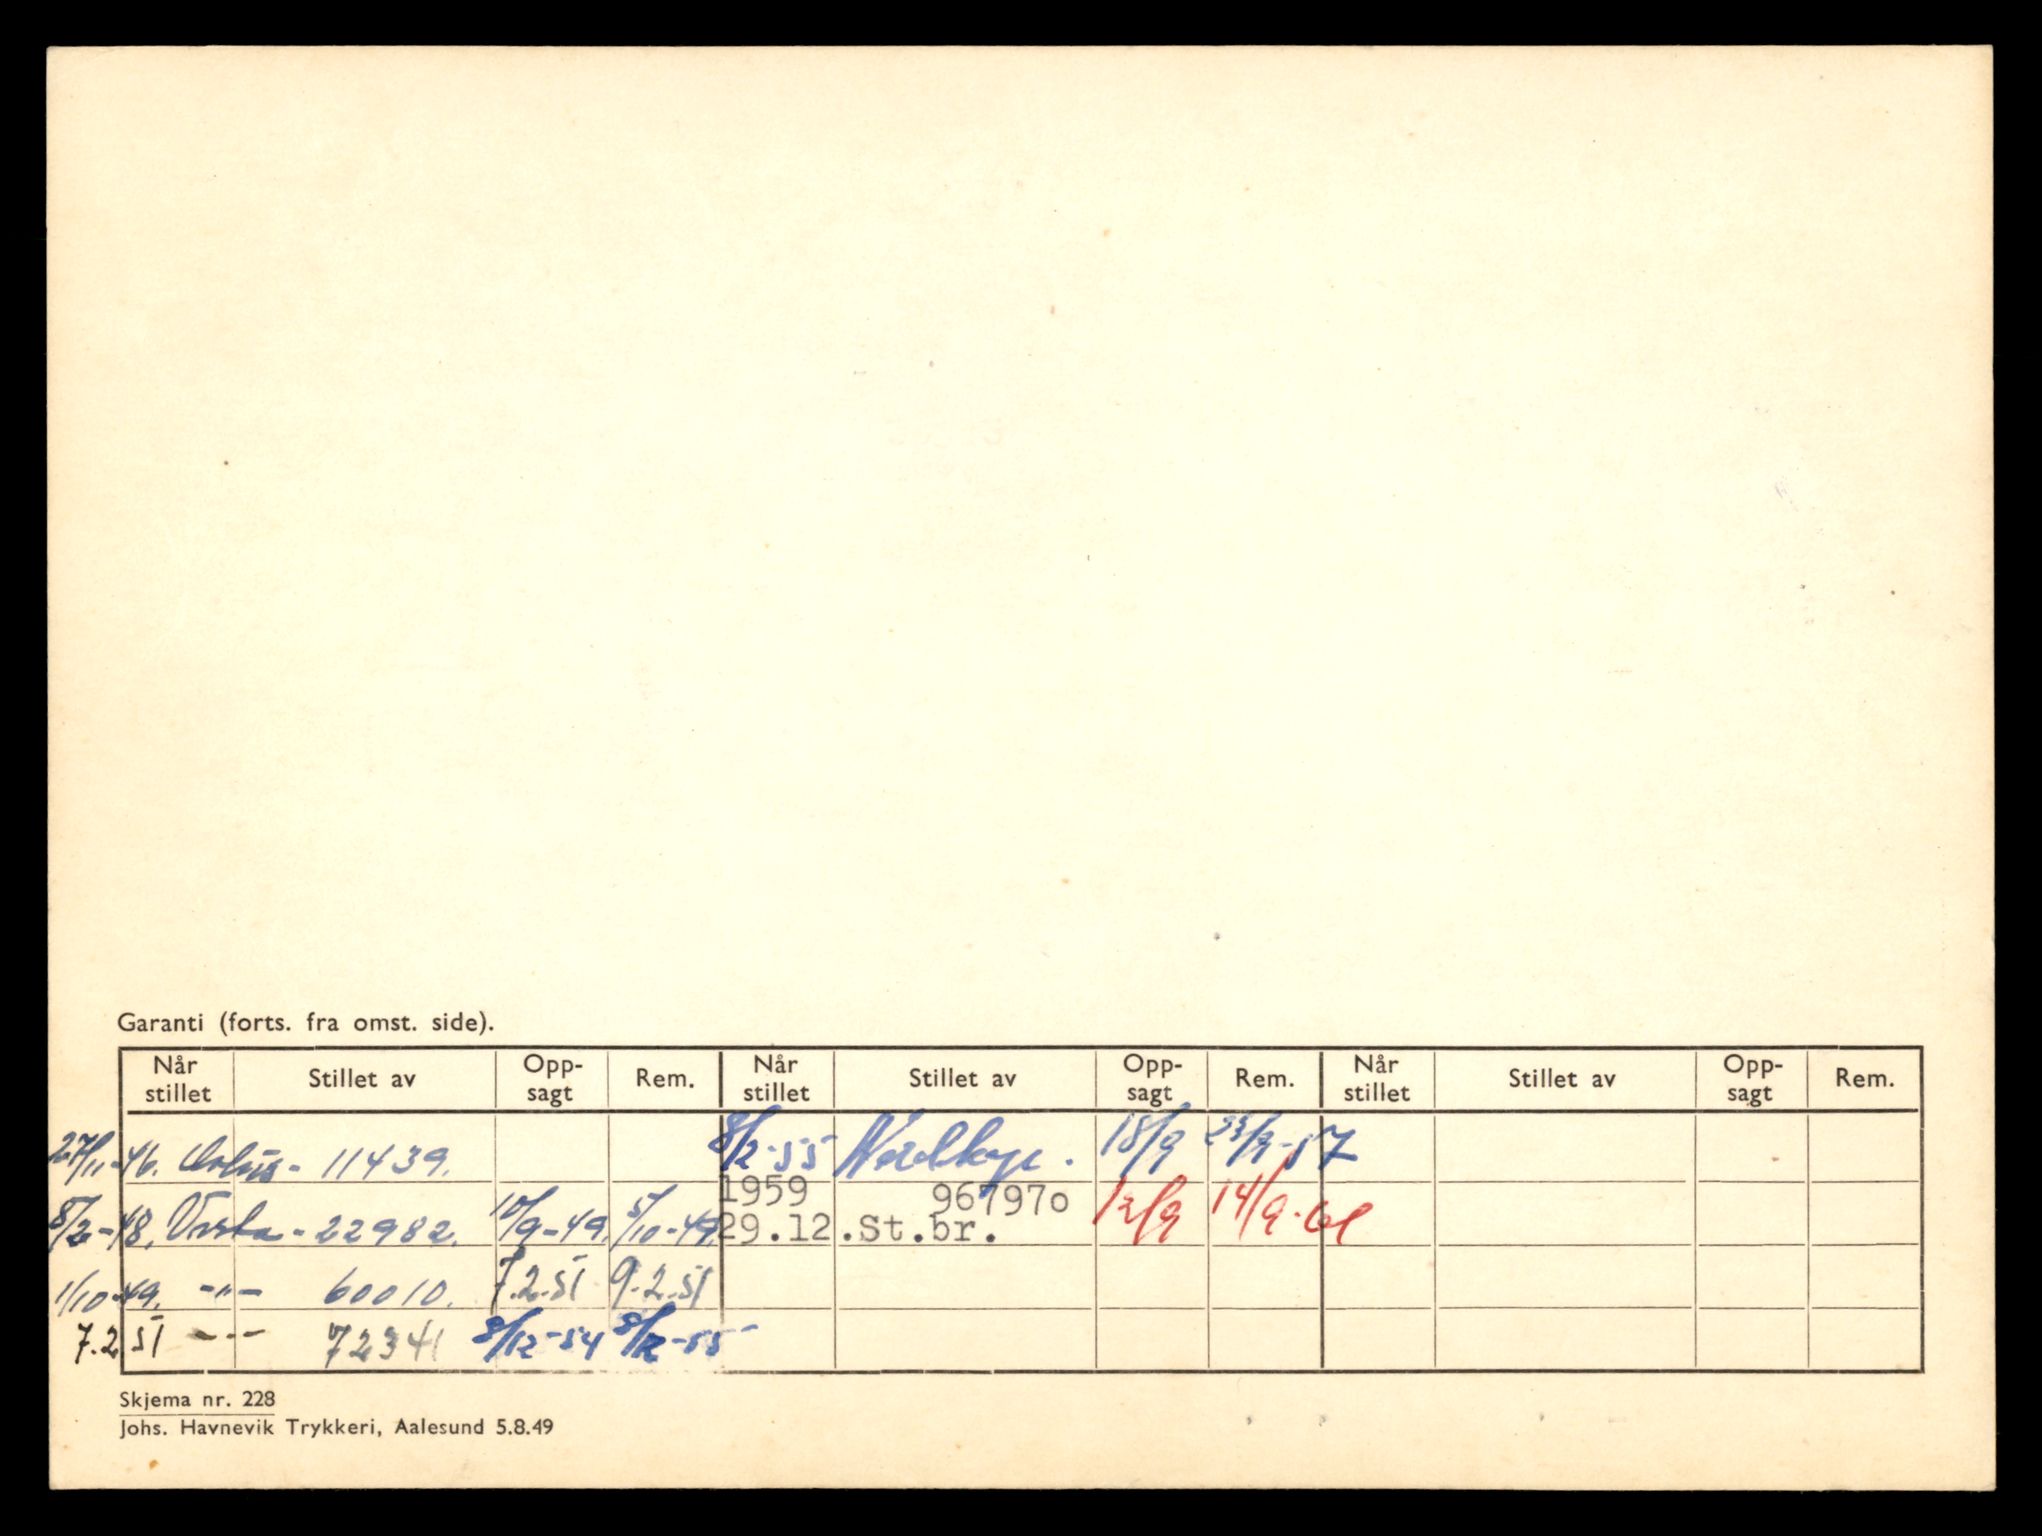 Garanti (forts. fra omst. side).
Når stillet Stillet av Opp- sagt Rem. Når stillet Stillet av Opp- sagt Rem. Når stillet Stillet av Opp- sagt Rem.
27/11-46. - 11439. 8/2-55 18/9 23/9-57
8/2-48. - 22982. 10/9-49. 5/10-49. 1959 29.12.St.br. 967970 12/9 14/9-61
1/10-49. -"- 60010. 7.2.51 9.2.51
7.2 51 -"- 72341 8/12-54 8/12-55
Skjema nr. 228
Johs. Havnevik Trykkeri, Aalesund 5.8.49